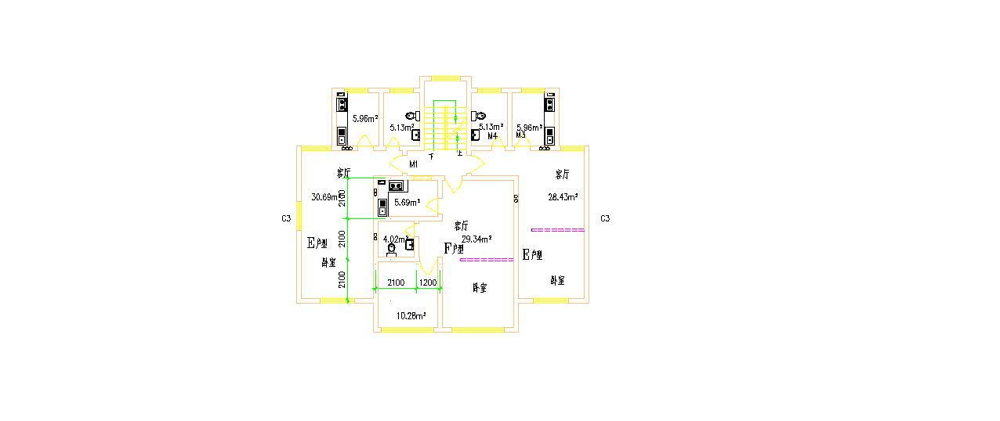 5.96m²
5.13m²
5.13m²
5.96m²
M4
M3
下
上
M1
客厅
客厅
30.69m²
2100
5.69m²
28.43m²
C3
C3
客厅
2100
4.02m²
29.34m²
E户型
F户型
E户型
卧室
2100
2100
1200
卧室
卧室
10.28m²